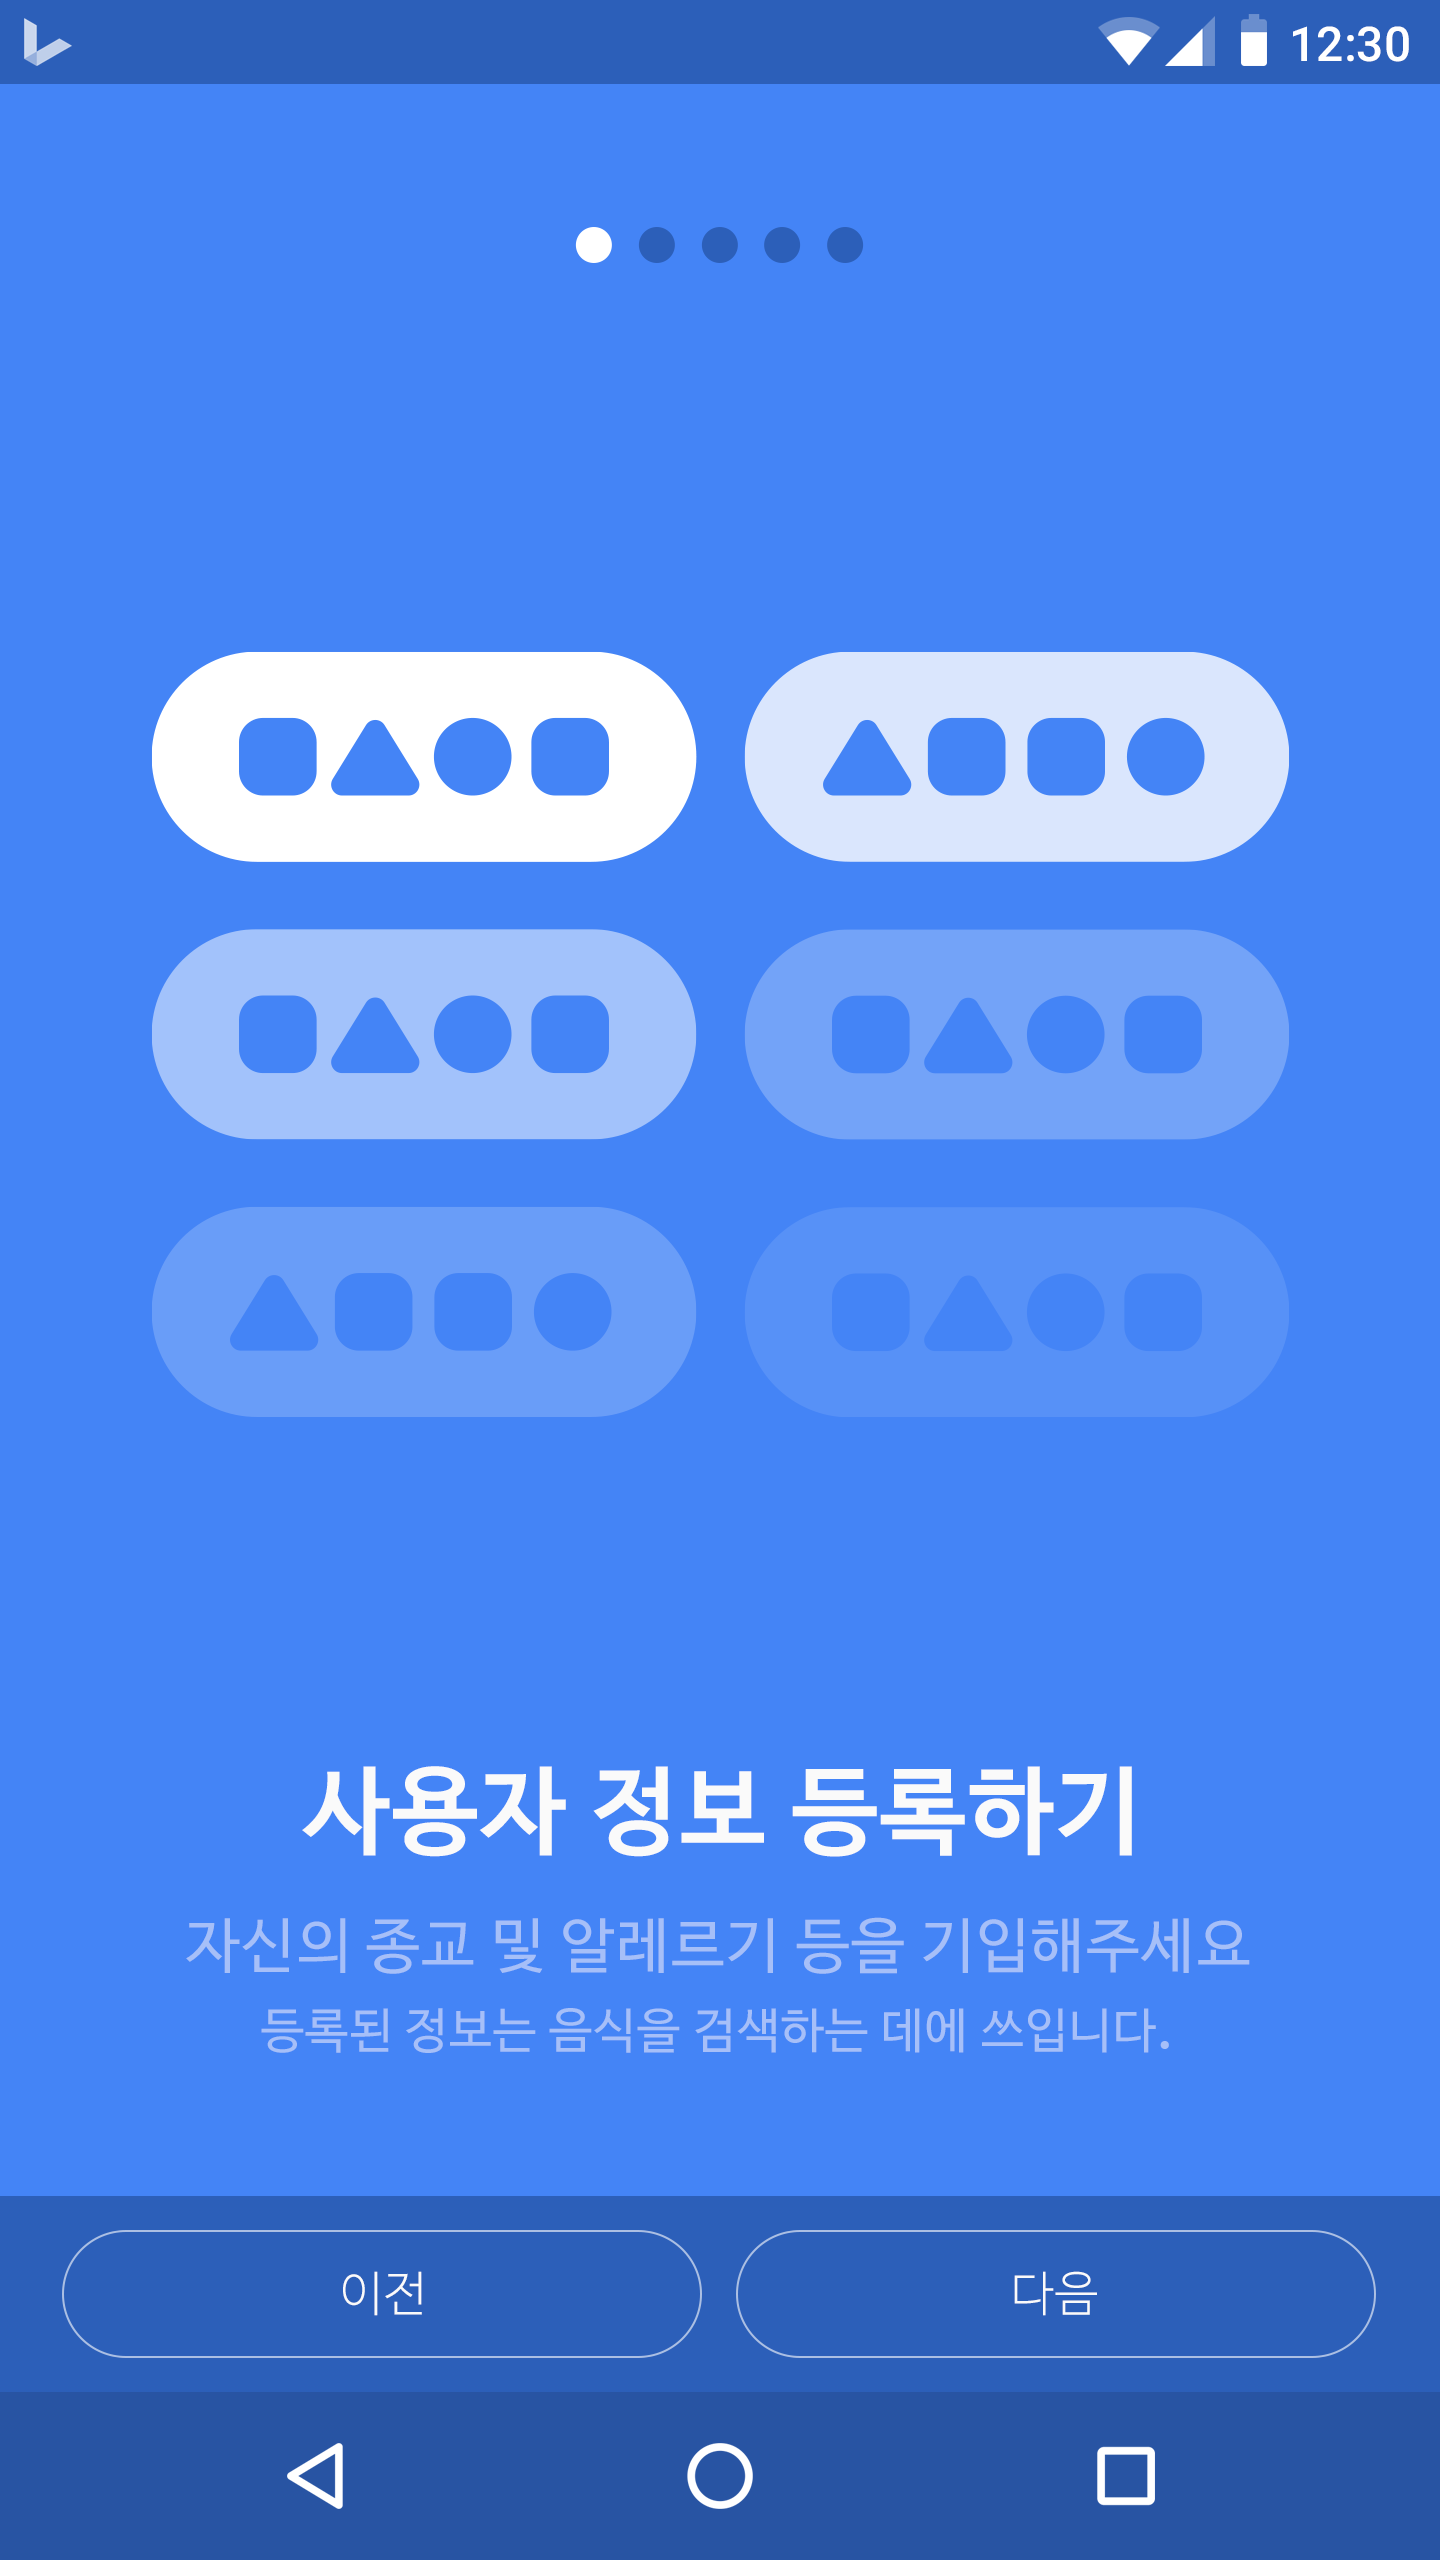 12:30
사용자 정보 등록하기
자신의 종교 및 알레르기 등을 기입해주세요
등록된 정보는 음식을 검색하는 데에 쓰입니다.
이전
다음